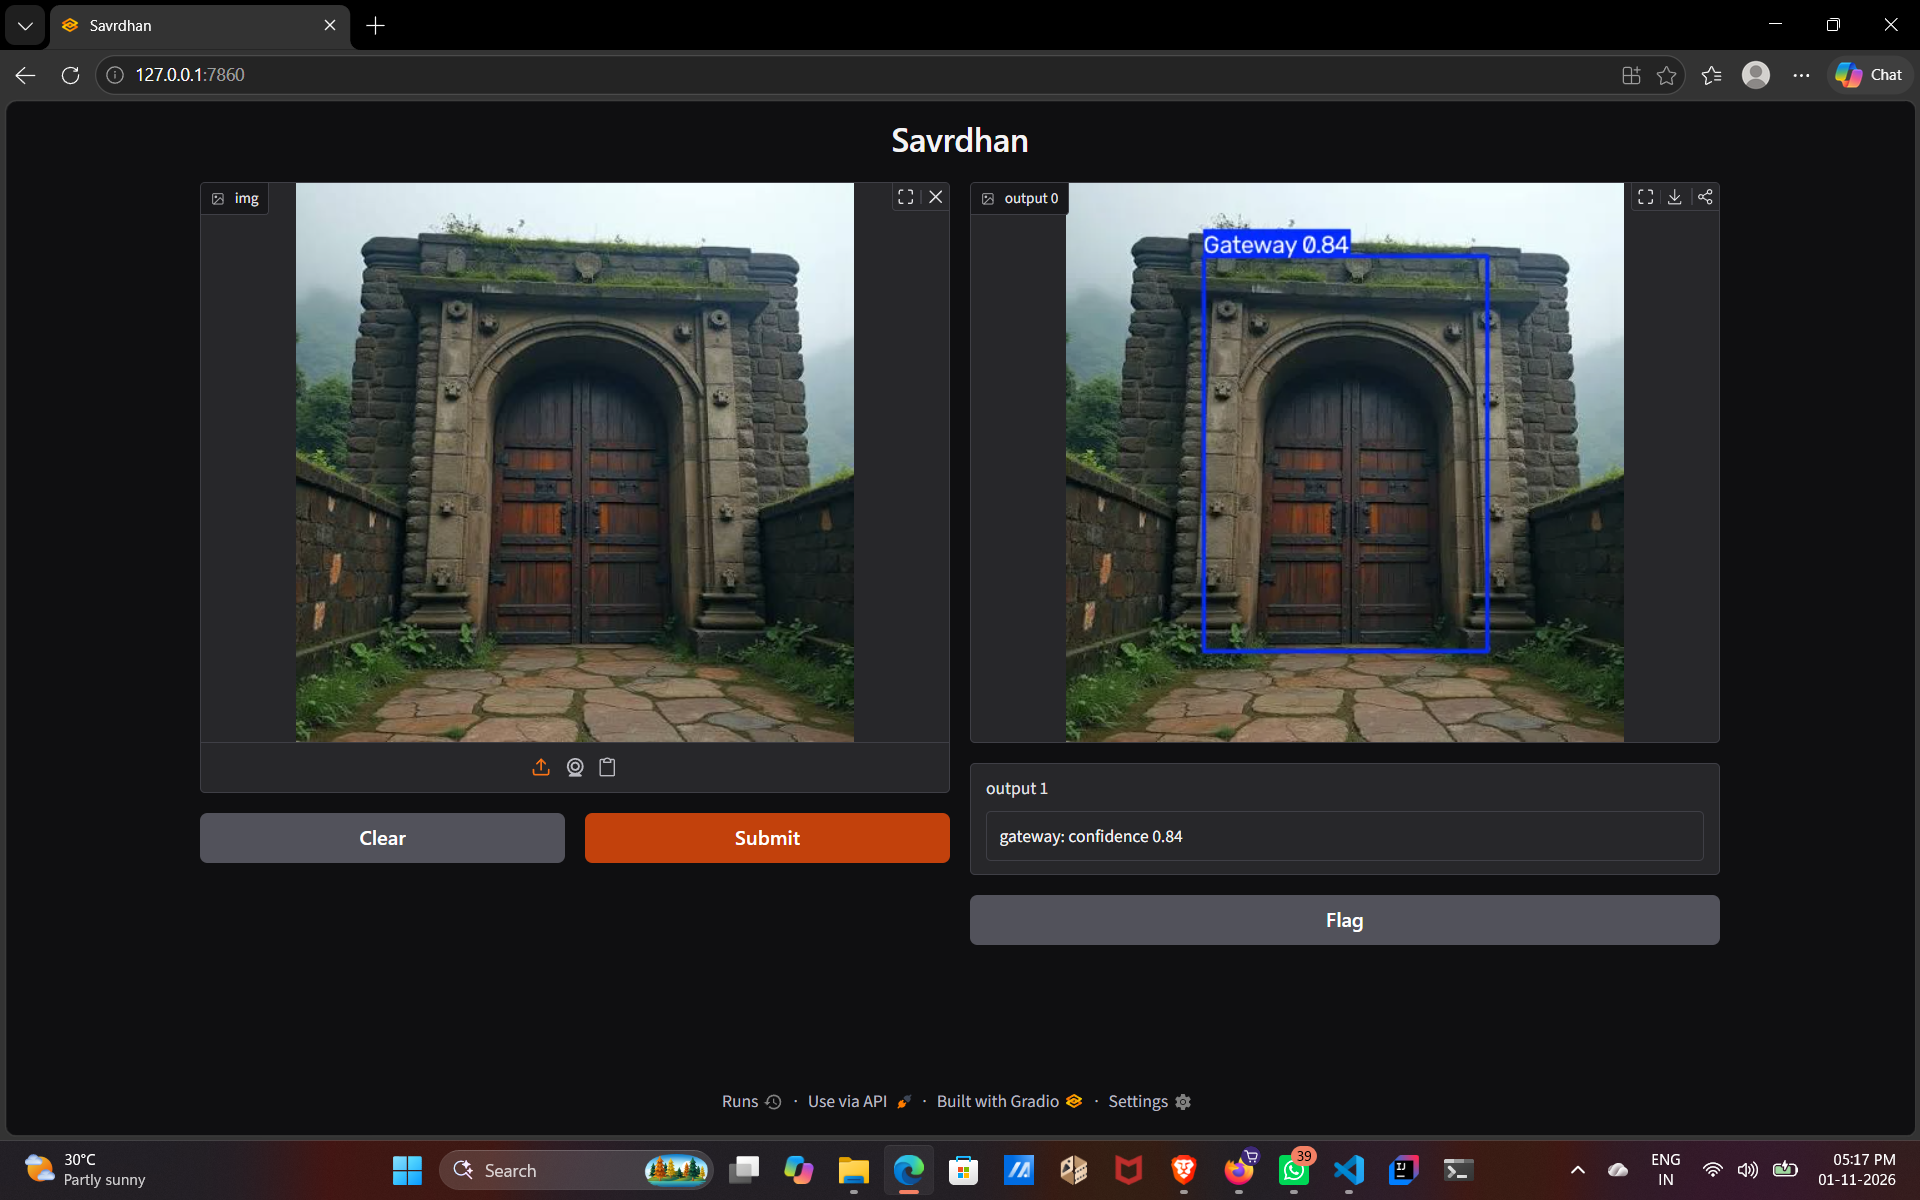 Savrdhan
127.0.0.1:7860
Chat
Savrdhan
img
output 0
Gateway 0.84
output 1
gateway: confidence 0.84
Clear
Submit
Flag
Runs · Use via API · Built with Gradio · Settings
30°C
Partly sunny
Search
39
ENG
IN
05:17 PM
01-11-2026